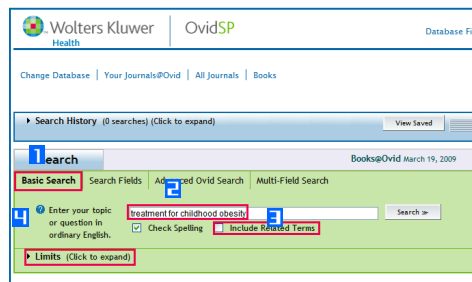 Wolters Kluwer OvidSP
Health
Database Fi
Change Database | Your Journals@Ovid | All Journals | Books
Search History (0 searches) (Click to expand)
View Saved
1
Search
Books@Ovid March 19, 2009
Basic Search Search Fields Advanced Ovid Search Multi-Field Search
2
4
Enter your topic
or question in
ordinary English.
treatment for childhood obesity
Search >>
3
Check Spelling Include Related Terms
Limits (Click to expand)